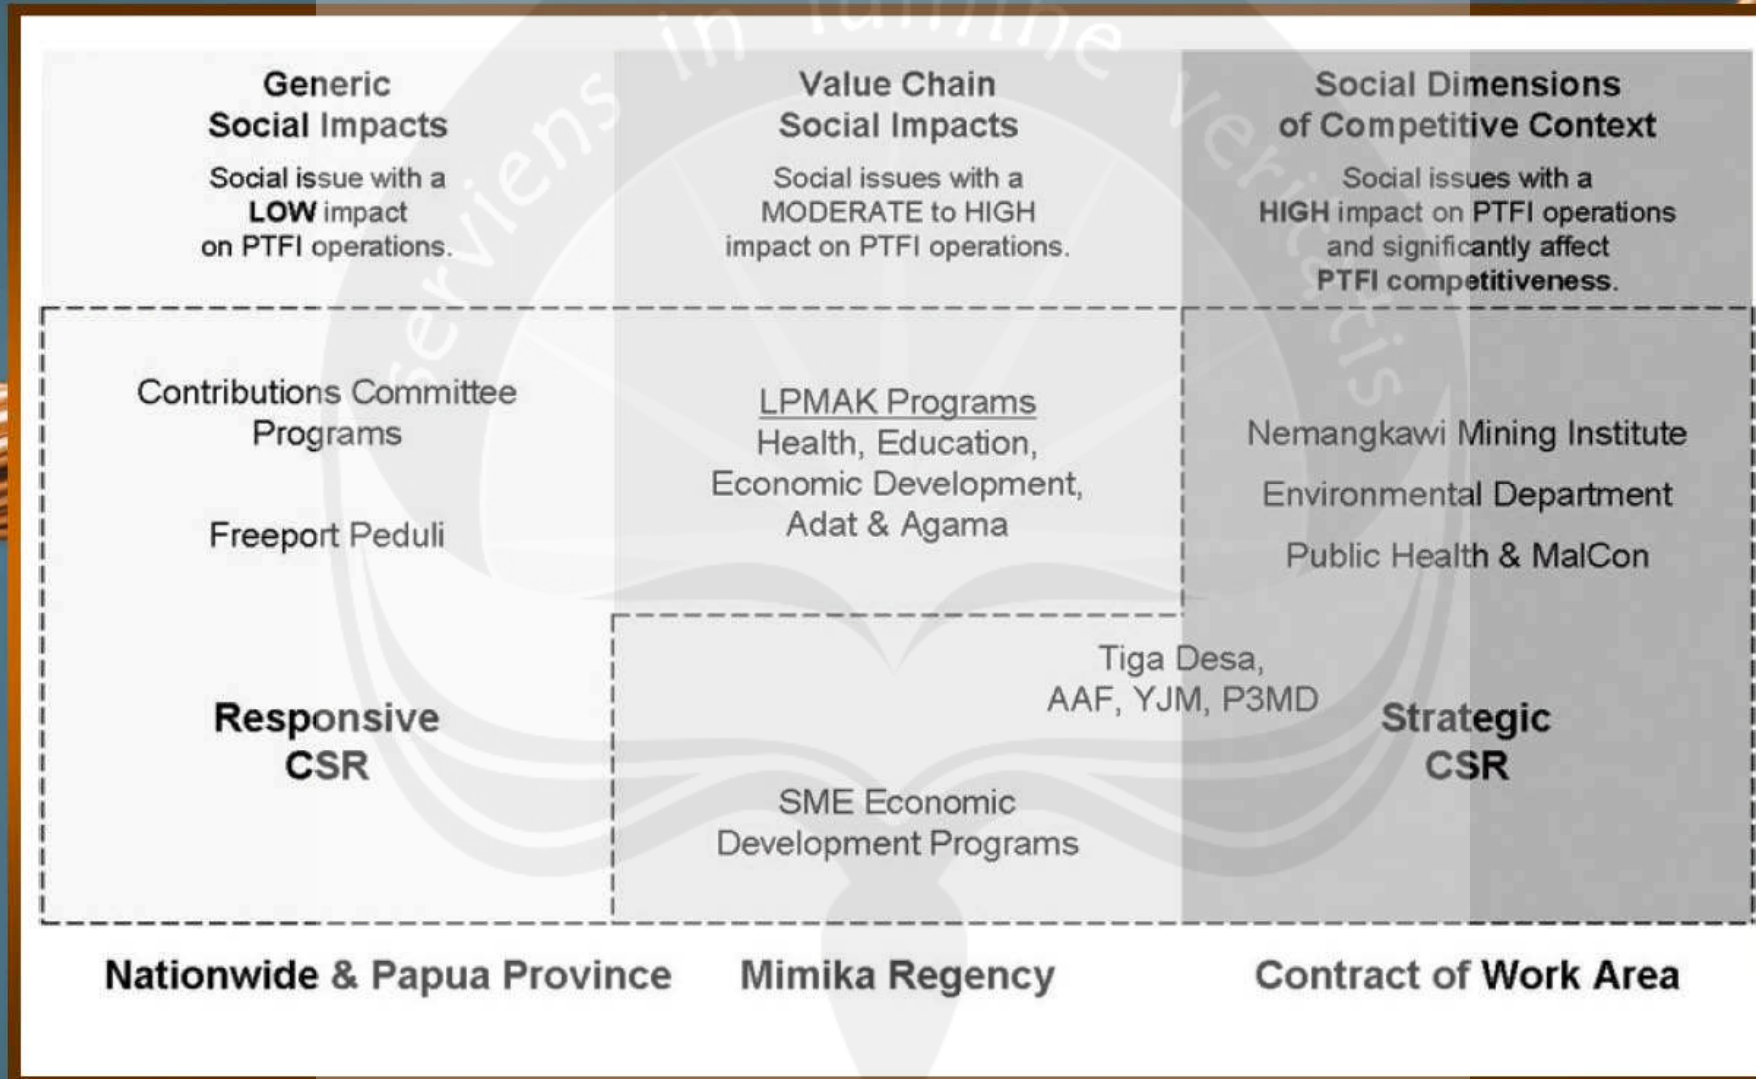 serviens in lumine veritatis
Generic
Social Impacts
Social issue with a
LOW impact
on PTFI operations.
Value Chain
Social Impacts
Social issues with a
MODERATE to HIGH
impact on PTFI operations.
Social Dimensions
of Competitive Context
Social issues with a
HIGH impact on PTFI operations
and significantly affect
PTFI competitiveness.
Contributions Committee
Programs
Freeport Peduli
Responsive
CSR
LPMAK Programs
Health, Education,
Economic Development,
Adat & Agama
Nemangkawi Mining Institute
Environmental Department
Public Health & MalCon
Tiga Desa,
AAF, YJM, P3MD
SME Economic
Development Programs
Strategic
CSR
Nationwide & Papua Province
Mimika Regency
Contract of Work Area